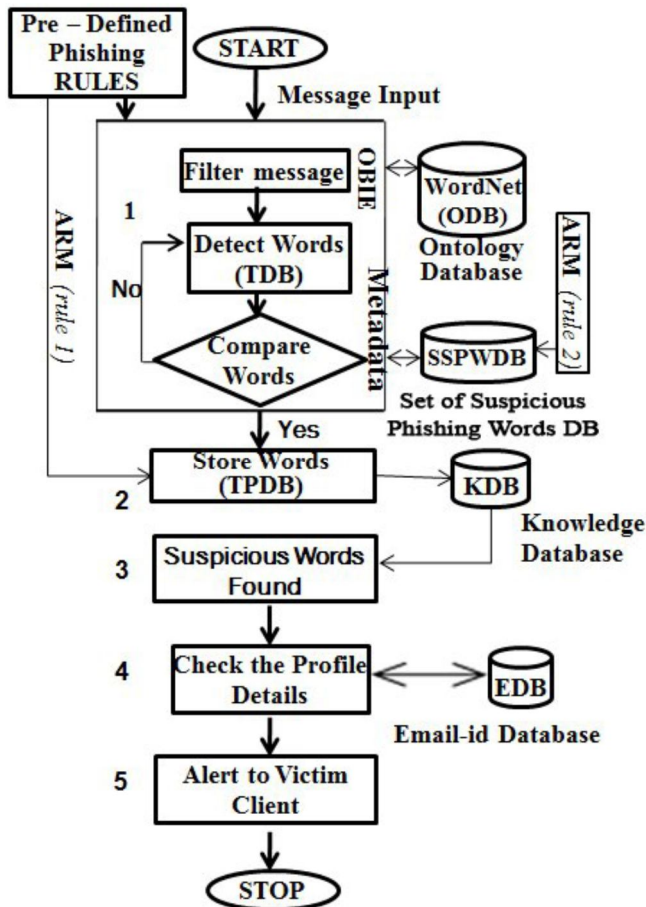 Pre – Defined
Phishing
RULES
START
Message Input
Filter message
OBIE
WordNet
(ODB)
Ontology
Database
1
ARM (rule 1)
Detect Words
(TDB)
No
Metadata
ARM (rule 2)
Compare
Words
SSPWDB
Set of Suspicious
Phishing Words DB
Yes
Store Words
(TPDB)
2
KDB
Knowledge
Database
3
Suspicious Words
Found
4
Check the Profile
Details
EDB
Email-id Database
5
Alert to Victim
Client
STOP